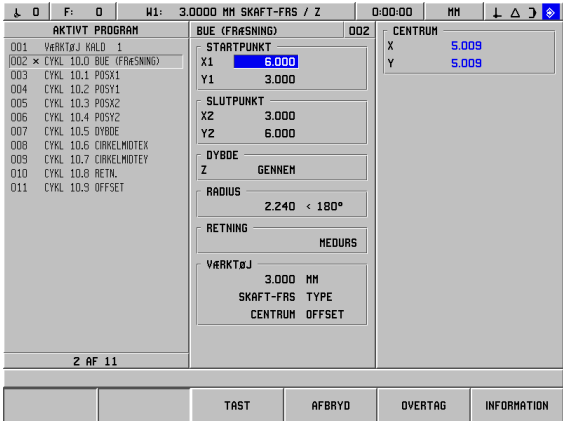 0 F: 0 W1: 3.0000 MM SKAFT-FRS / Z 0:00:00 MM
AKTIVT PROGRAM
001 VÆRKTØJ KALD 1
002 × CYKL 10.0 BUE (FRÆSNING)
003 CYKL 10.1 POSX1
004 CYKL 10.2 POSY1
005 CYKL 10.3 POSX2
006 CYKL 10.4 POSY2
007 CYKL 10.5 DYBDE
008 CYKL 10.6 CIRKELMIDTEX
009 CYKL 10.7 CIRKELMIDTEY
010 CYKL 10.8 RETN.
011 CYKL 10.9 OFFSET
2 AF 11
BUE (FRÆSNING) 002
STARTPUNKT
X1 6.000
Y1 3.000
SLUTPUNKT
X2 3.000
Y2 6.000
DYBDE
Z GENNEM
RADIUS
2.240 < 180°
RETNING
MEDURS
VÆRKTØJ
3.000 MM
SKAFT-FRS TYPE
CENTRUM OFFSET
CENTRUM
X 5.009
Y 5.009
TAST AFBRYD OVERTAG INFORMATION